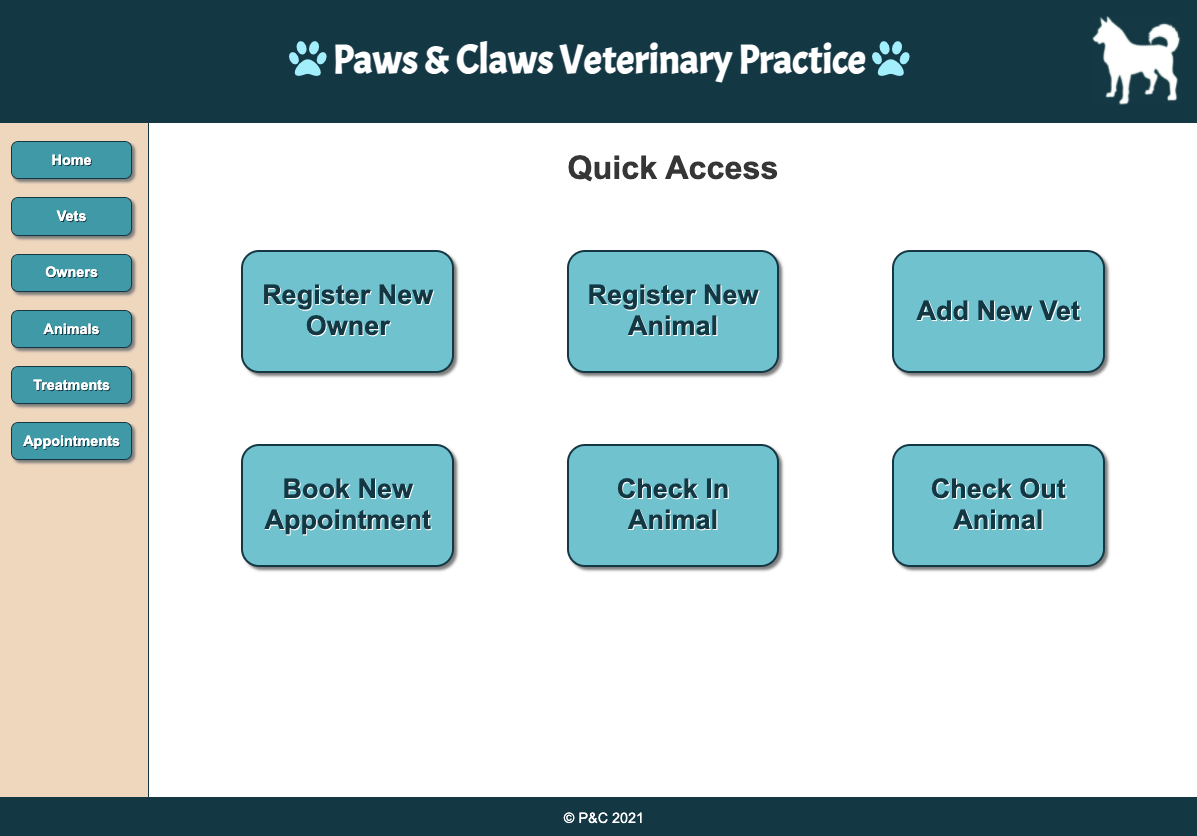 Paws & Claws Veterinary Practice
Home
Vets
Owners
Animals
Treatments
Appointments
Quick Access
Register New
Owner
Register New
Animal
Add New Vet
Book New
Appointment
Check In
Animal
Check Out
Animal
© P&C 2021